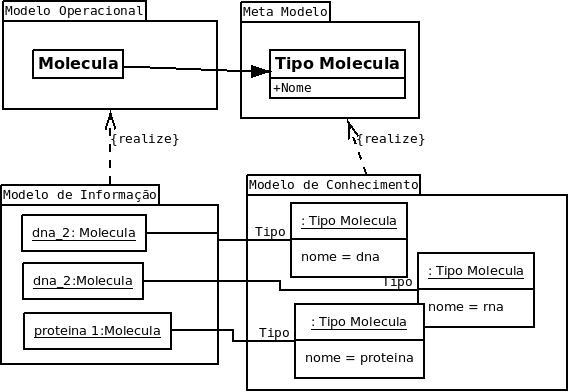 Modelo Operacional
Meta Modelo
Molecula
Tipo Molecula
+Nome
{realize}
{realize}
Modelo de Informação
Modelo de Conhecimento
dna_2: Molecula
Tipo
: Tipo Molecula
nome = dna
dna_2:Molecula
Tipo
: Tipo Molecula
nome = rna
proteina 1:Molecula
Tipo
: Tipo Molecula
nome = proteina